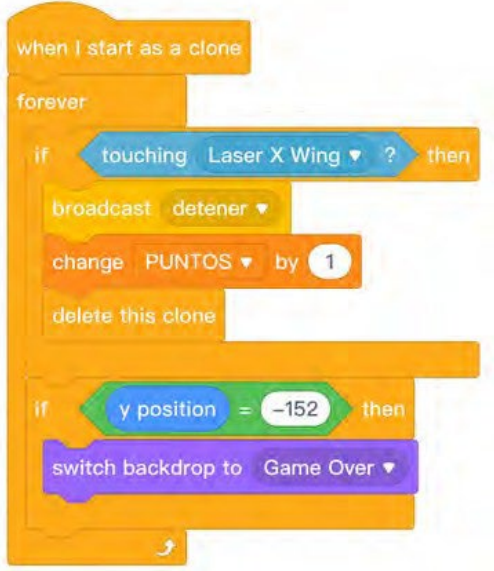 when I start as a clone
forever
if touching Laser X Wing ? then
broadcast detener
change PUNTOS by 1
delete this clone
if y position = -152 then
switch backdrop to Game Over